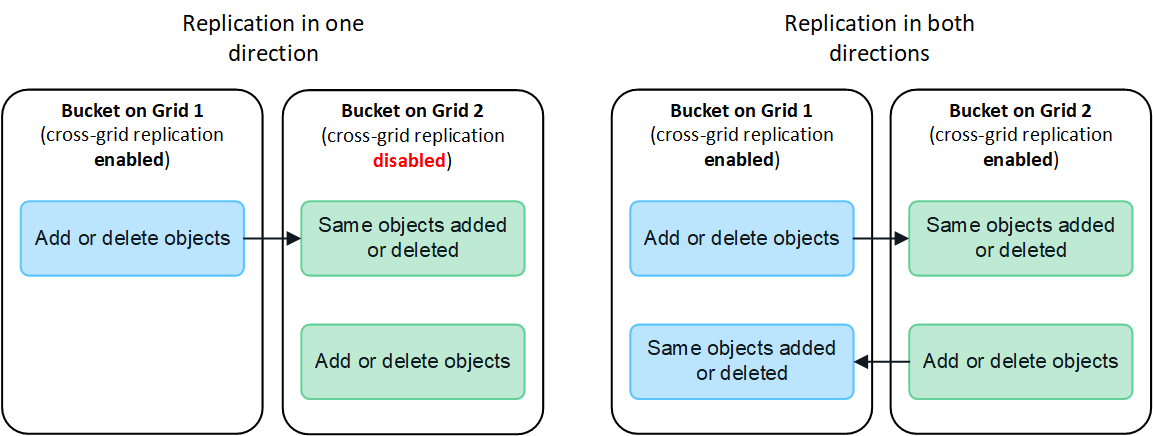 Replication in one
direction
Bucket on Grid 1
(cross-grid replication
enabled)
Add or delete objects
Bucket on Grid 2
(cross-grid replication
disabled)
Same objects added
or deleted
Add or delete objects
Replication in both
directions
Bucket on Grid 1
(cross-grid replication
enabled)
Add or delete objects
Same objects added
or deleted
Bucket on Grid 2
(cross-grid replication
enabled)
Same objects added
or deleted
Add or delete objects